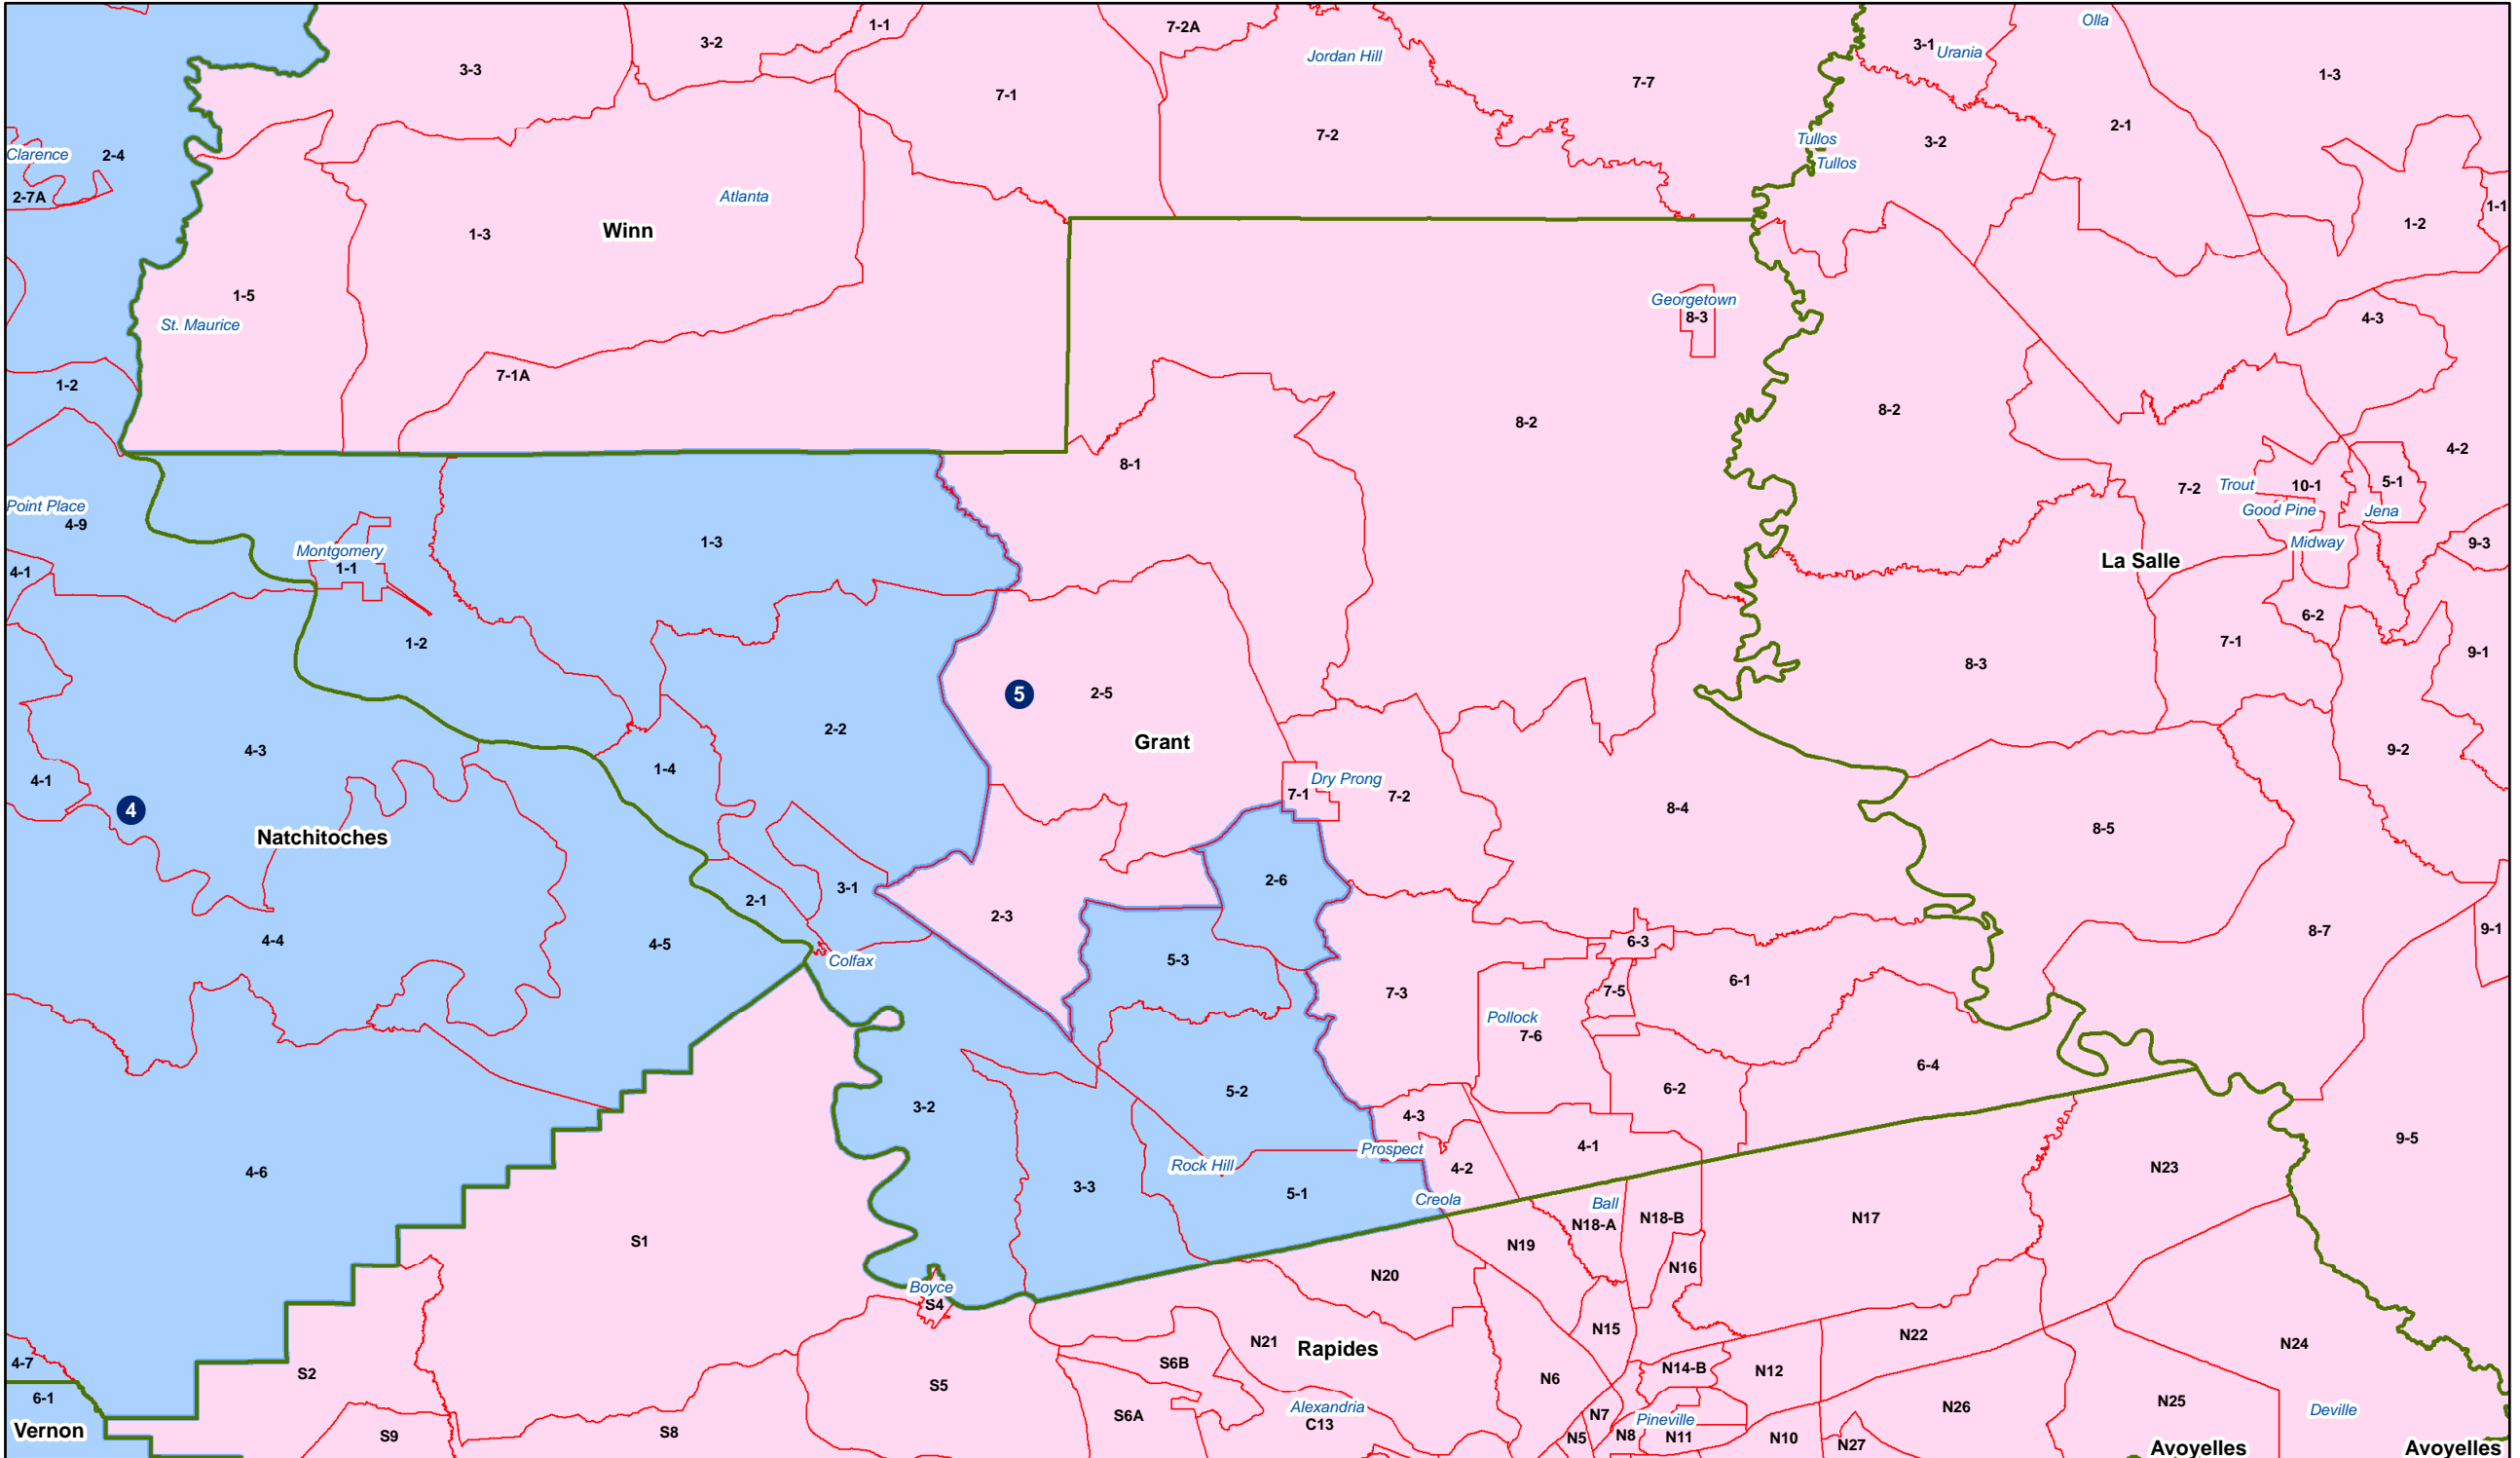 1-1
7-2A
Olla
3-2
3-1
Urania
Jordan Hill
3-3
1-3
7-7
7-1
2-1
7-2
Tullos
3-2
Clarence
2-4
Tullos
2-7A
Atlanta
1-1
1-2
Winn
1-3
1-5
Georgetown
8-3
4-3
St. Maurice
7-1A
1-2
8-2
8-2
4-2
8-1
5-1
Trout
10-1
7-2
Point Place
Good Pine
Jena
4-9
1-3
Midway
9-3
Montgomery
La Salle
1-1
4-1
6-2
7-1
1-2
9-1
8-3
5
2-5
2-2
Grant
4-3
9-2
1-4
4-1
Dry Prong
7-1
7-2
4
8-4
8-5
Natchitoches
2-6
3-1
2-1
2-3
9-1
8-7
4-4
4-5
6-3
Colfax
5-3
6-1
7-3
7-5
Pollock
7-6
6-4
6-2
5-2
3-2
4-3
9-5
4-1
Prospect
Rock Hill
4-2
N23
4-6
3-3
5-1
Creola
Ball
N18-A
N18-B
N17
S1
N19
N16
N20
Boyce
S4
N15
N22
N21
Rapides
N24
4-7
S6B
N14-B
N12
S2
N6
S5
6-1
N25
Alexandria
N26
Deville
S6A
C13
N7
Pineville
Vernon
S8
S9
N5
N8
N11
N10
N27
Avoyelles
Avoyelles